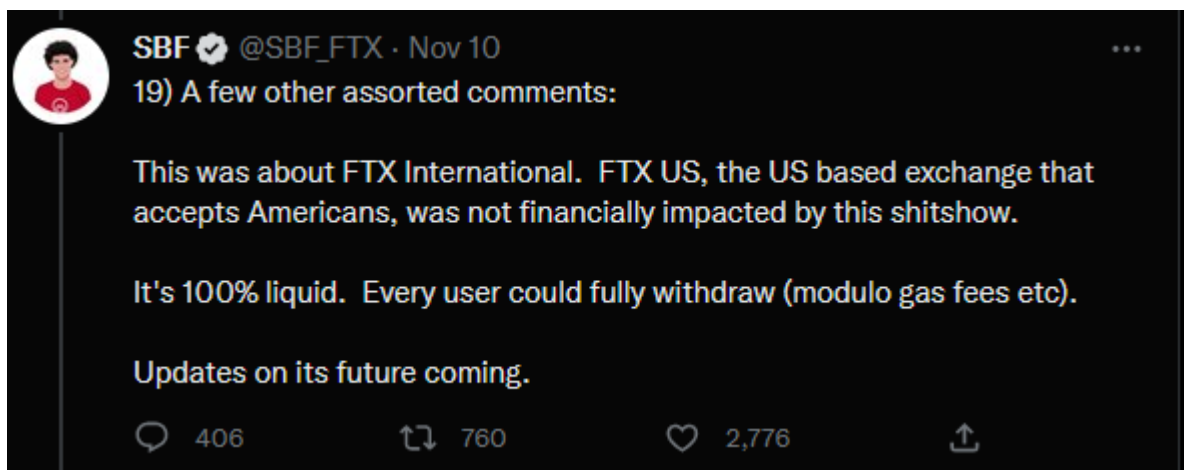 SBF @SBF_FTX · Nov 10
19) A few other assorted comments:
This was about FTX International.  FTX US, the US based exchange that
accepts Americans, was not financially impacted by this shitshow.
It's 100% liquid.  Every user could fully withdraw (modulo gas fees etc).
Updates on its future coming.
406 760 2,776